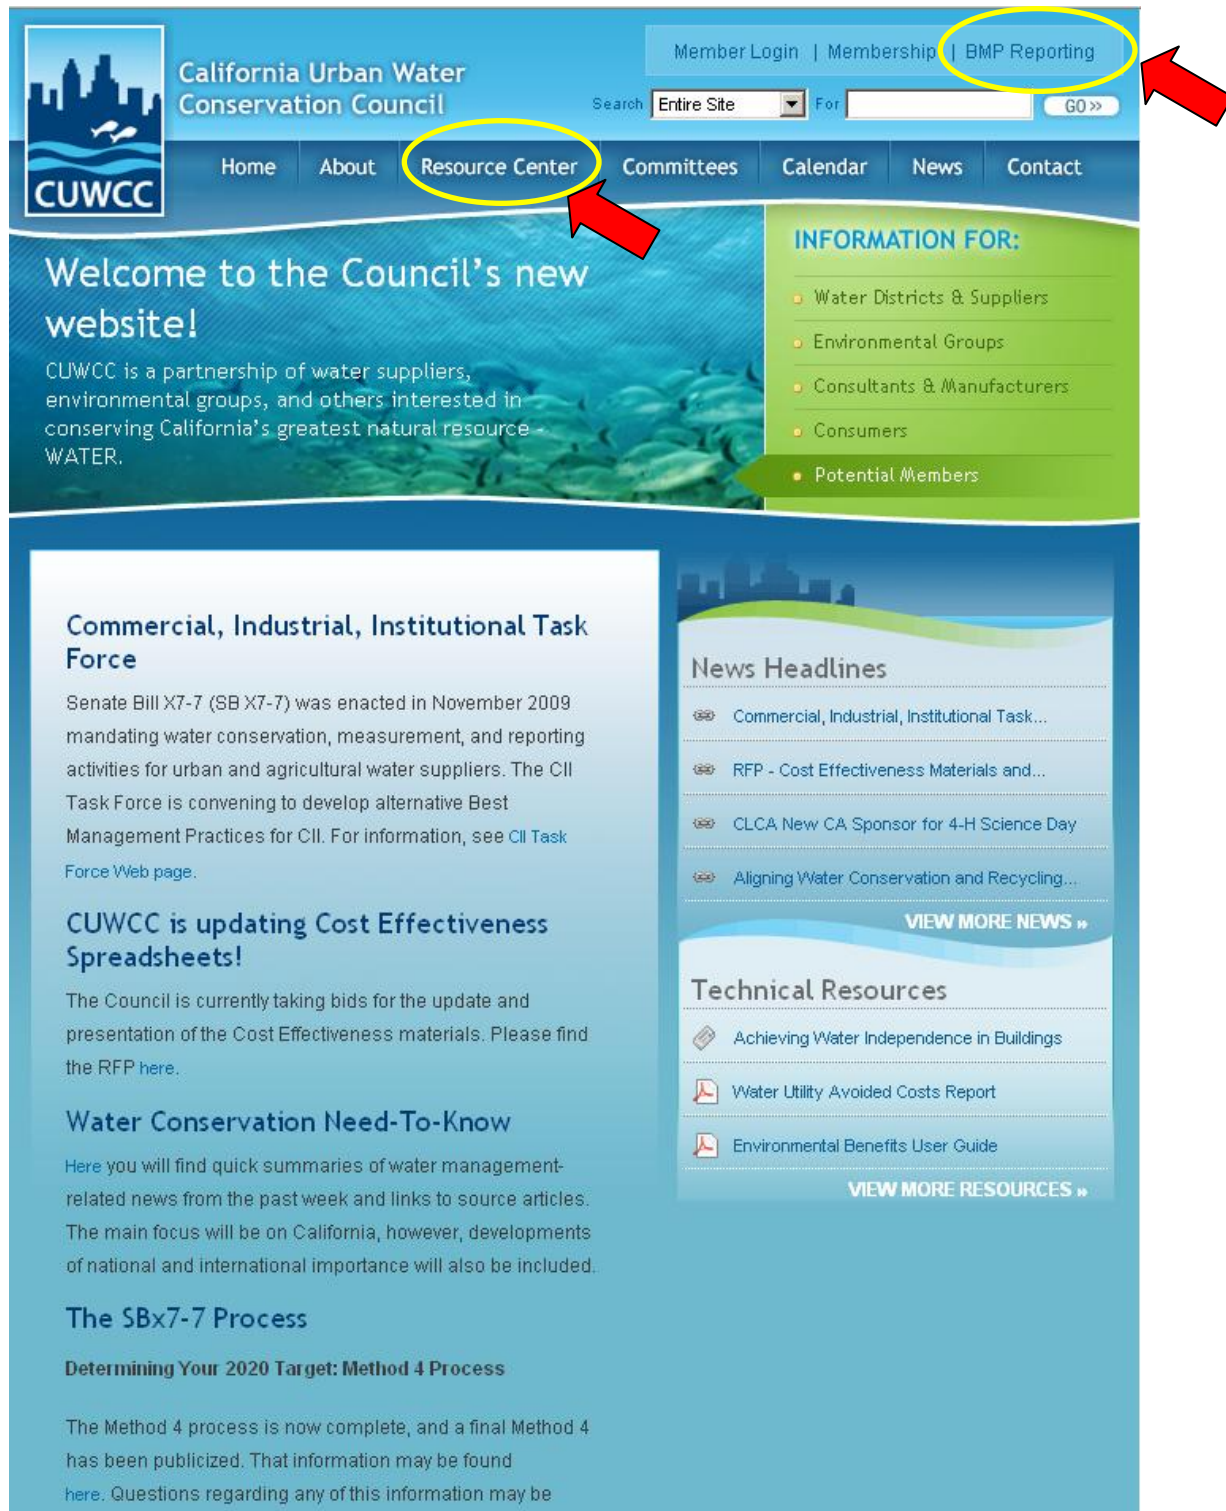 Member Login | Membership | BMP Reporting
California Urban Water
Conservation Council
Search Entire Site For GO »
CUWCC
Home About Resource Center Committees Calendar News Contact
Welcome to the Council's new
website!
CUWCC is a partnership of water suppliers,
environmental groups, and others interested in
conserving California's greatest natural resource -
WATER.
INFORMATION FOR:
Water Districts & Suppliers
Environmental Groups
Consultants & Manufacturers
Consumers
Potential Members
Commercial, Industrial, Institutional Task
Force
Senate Bill X7-7 (SB X7-7) was enacted in November 2009
mandating water conservation, measurement, and reporting
activities for urban and agricultural water suppliers. The CII
Task Force is convening to develop alternative Best
Management Practices for CII. For information, see CII Task
Force Web page.
CUWCC is updating Cost Effectiveness
Spreadsheets!
The Council is currently taking bids for the update and
presentation of the Cost Effectiveness materials. Please find
the RFP here.
Water Conservation Need-To-Know
Here you will find quick summaries of water management-
related news from the past week and links to source articles.
The main focus will be on California, however, developments
of national and international importance will also be included.
The SBx7-7 Process
Determining Your 2020 Target: Method 4 Process
The Method 4 process is now complete, and a final Method 4
has been publicized. That information may be found
here. Questions regarding any of this information may be
News Headlines
Commercial, Industrial, Institutional Task...
RFP - Cost Effectiveness Materials and...
CLCA New CA Sponsor for 4-H Science Day
Aligning Water Conservation and Recycling...
VIEW MORE NEWS »
Technical Resources
Achieving Water Independence in Buildings
Water Utility Avoided Costs Report
Environmental Benefits User Guide
VIEW MORE RESOURCES »